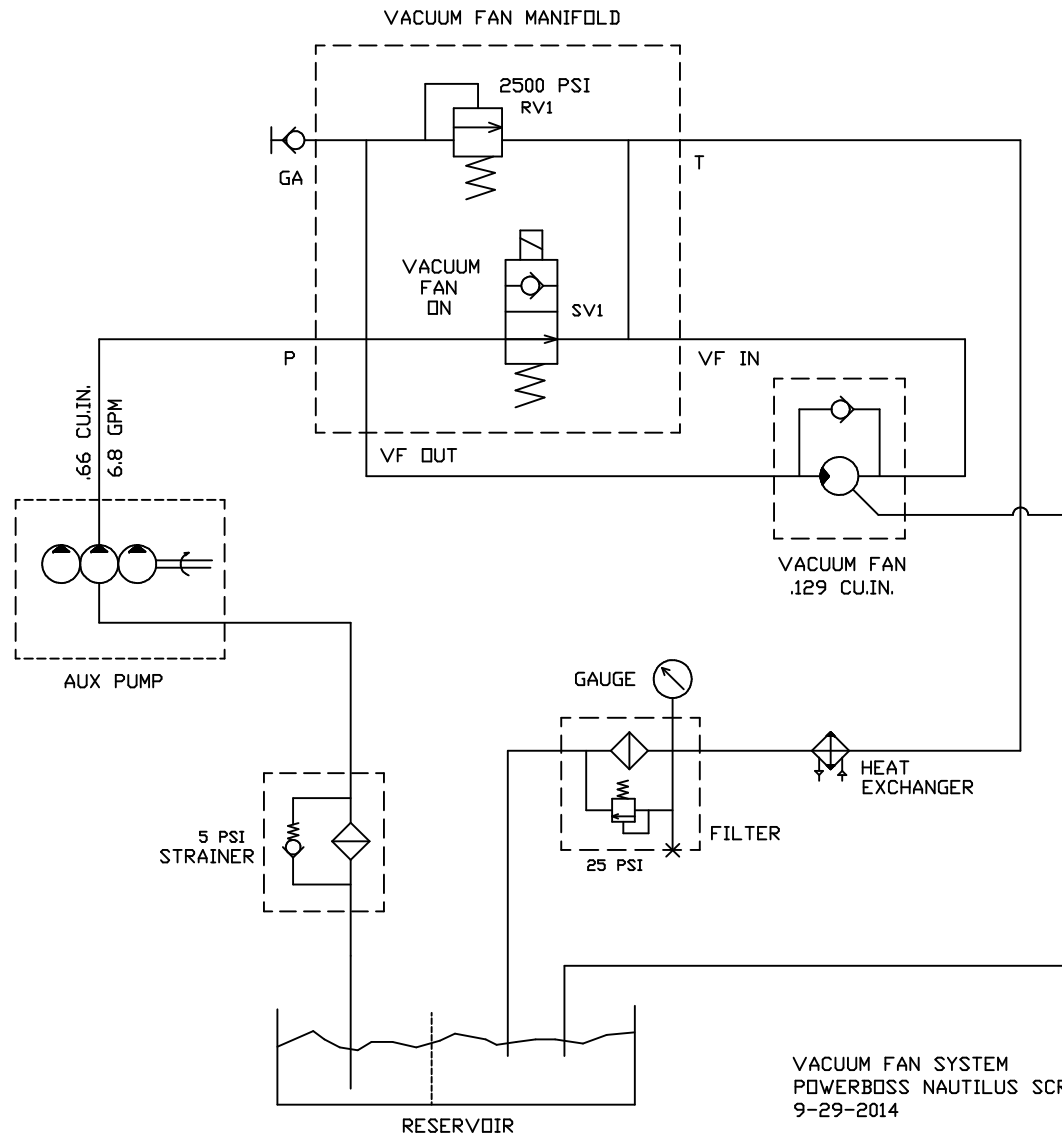 VACUUM FAN MANIFOLD
2500 PSI
RV1
GA
T
VACUUM
FAN
ON
SV1
P
VF IN
.66 CU.IN.
6.8 GPM
VF OUT
VACUUM FAN
.129 CU.IN.
AUX PUMP
GAUGE
HEAT
EXCHANGER
5 PSI
STRAINER
FILTER
25 PSI
VACUUM FAN SYSTEM
POWERBOSS NAUTILUS SCR
9-29-2014
RESERVOIR